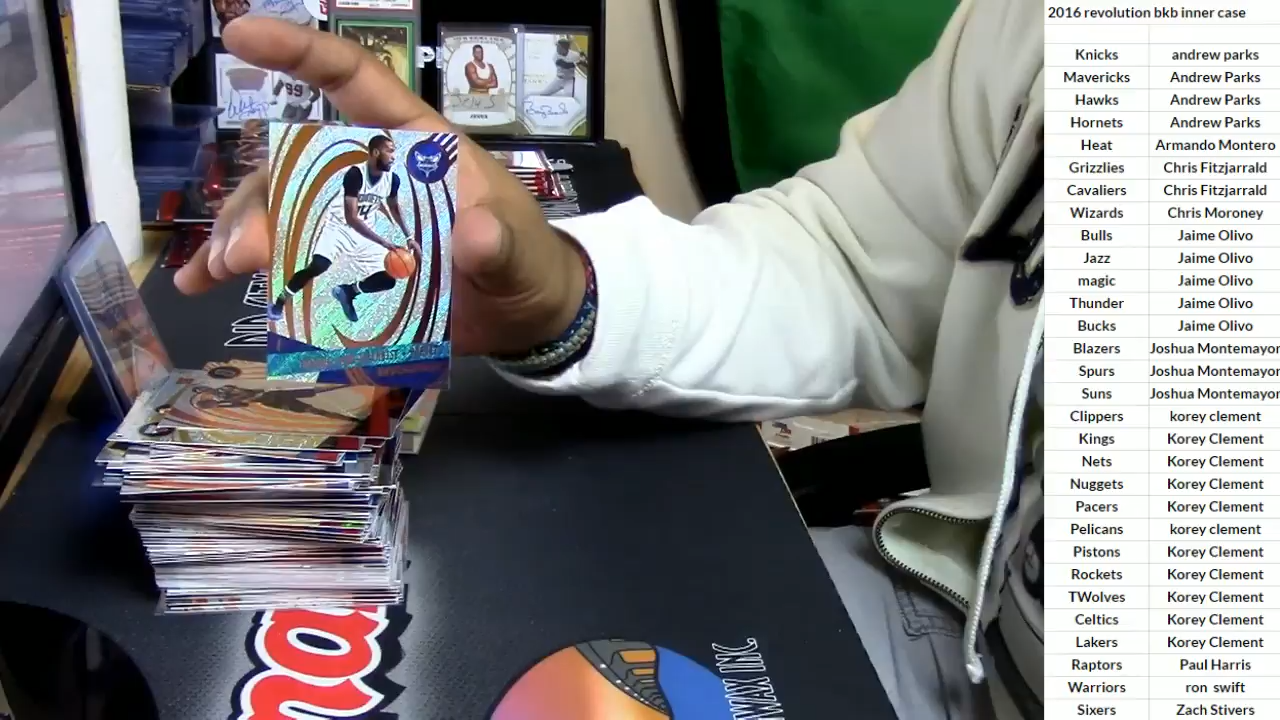 2016 revolution bkb inner case
Knicks andrew parks
Mavericks Andrew Parks
Hawks Andrew Parks
Hornets Andrew Parks
Heat Armando Montero
Grizzlies Chris Fitzjarrald
Cavaliers Chris Fitzjarrald
Wizards Chris Moroney
Bulls Jaime Olivo
Jazz Jaime Olivo
magic Jaime Olivo
Thunder Jaime Olivo
Bucks Jaime Olivo
Blazers Joshua Montemayor
Spurs Joshua Montemayor
Suns Joshua Montemayor
Clippers korey clement
Kings Korey Clement
Nets Korey Clement
Nuggets Korey Clement
Pacers Korey Clement
Pelicans korey clement
Pistons Korey Clement
Rockets Korey Clement
TWolves Korey Clement
Celtics Korey Clement
Lakers Korey Clement
Raptors Paul Harris
Warriors ron swift
Sixers Zach Stivers
99
WAX INC